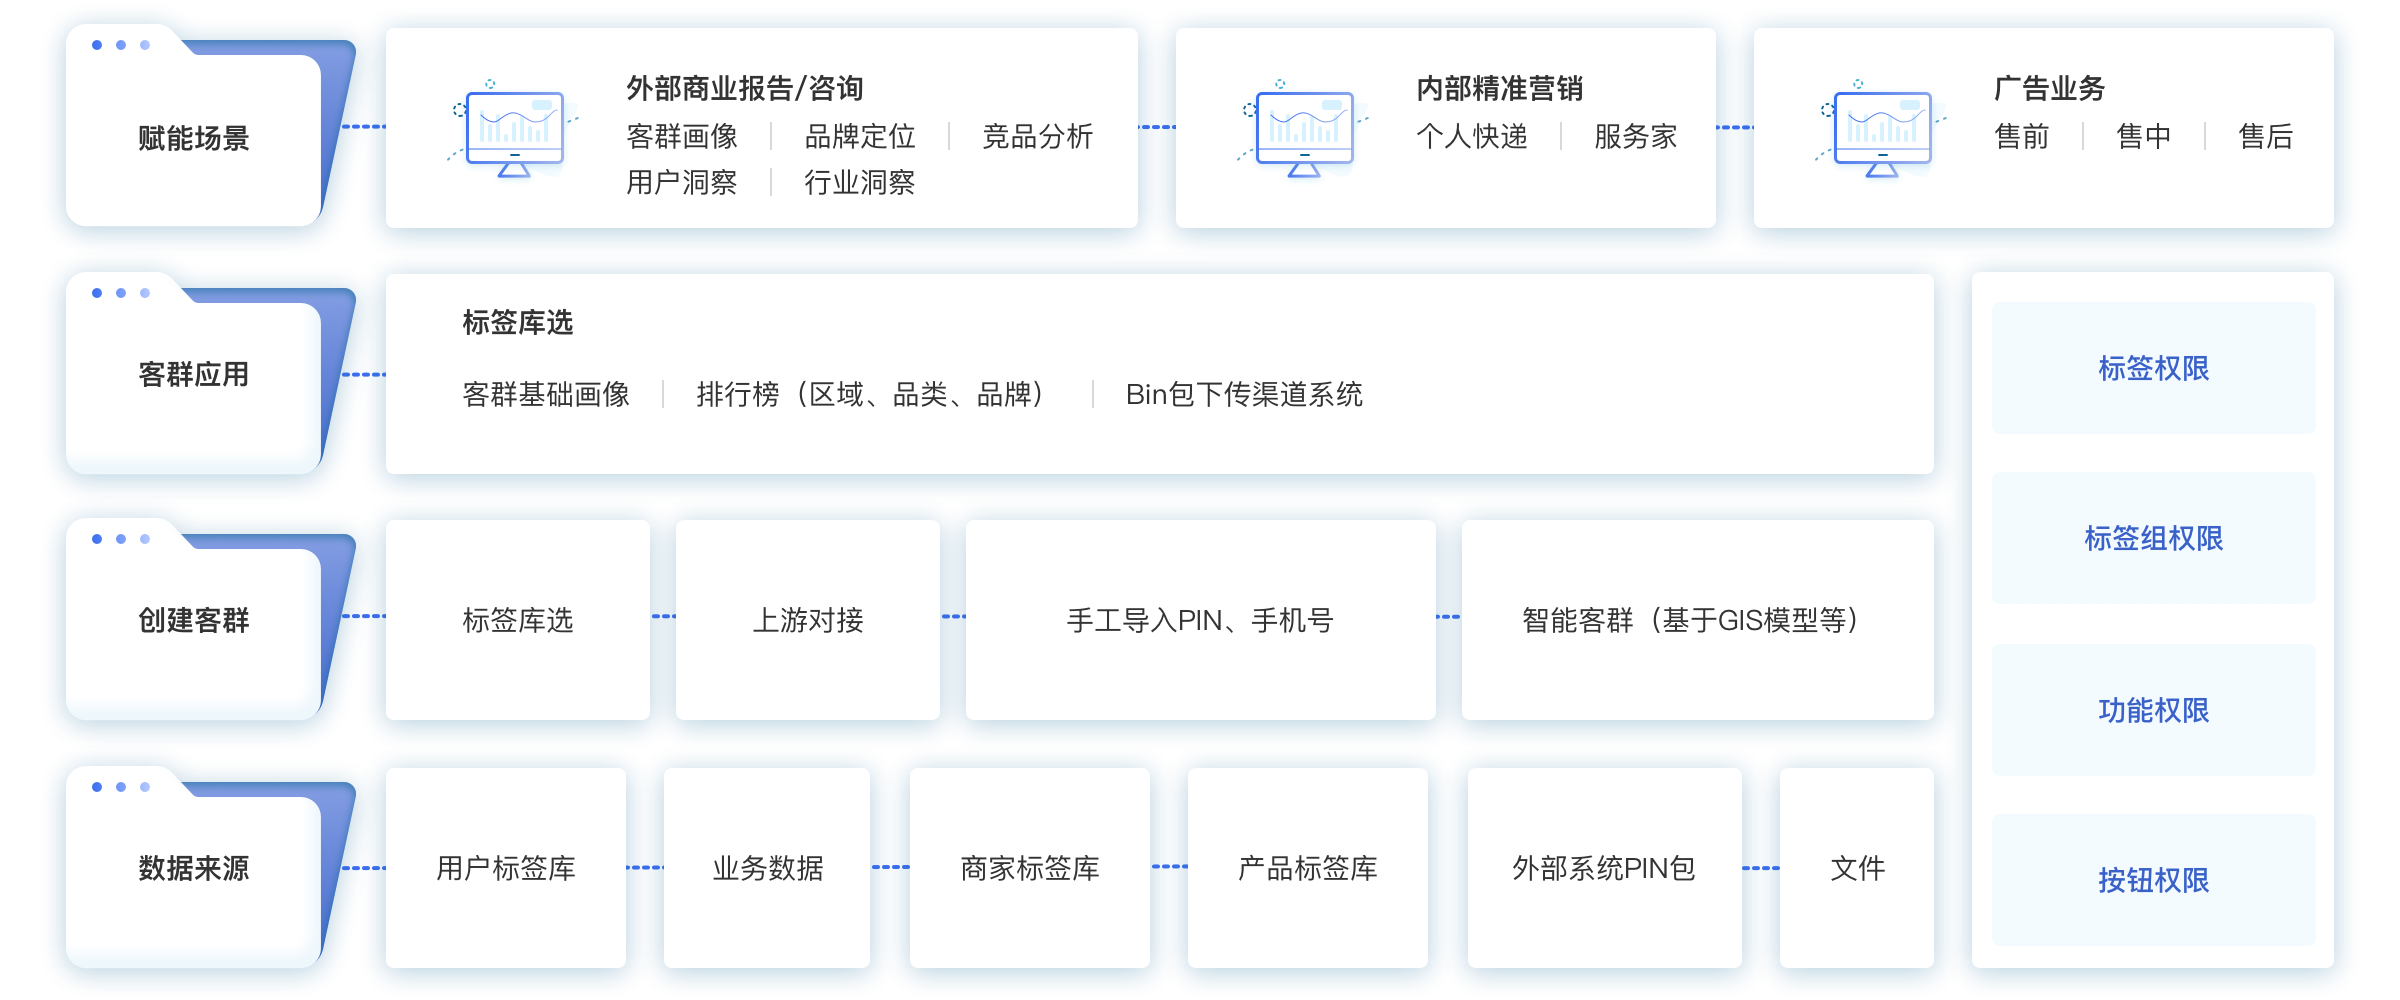 赋能场景
外部商业报告/咨询
客群画像 品牌定位 竞品分析
用户洞察 行业洞察
内部精准营销
个人快递 服务家
广告业务
售前 售中 售后
客群应用
标签库选
客群基础画像 排行榜（区域、品类、品牌） Bin包下传渠道系统
创建客群
标签库选
上游对接
手工导入PIN、手机号
智能客群（基于GIS模型等）
数据来源
用户标签库
业务数据
商家标签库
产品标签库
外部系统PIN包
文件
标签权限
标签组权限
功能权限
按钮权限